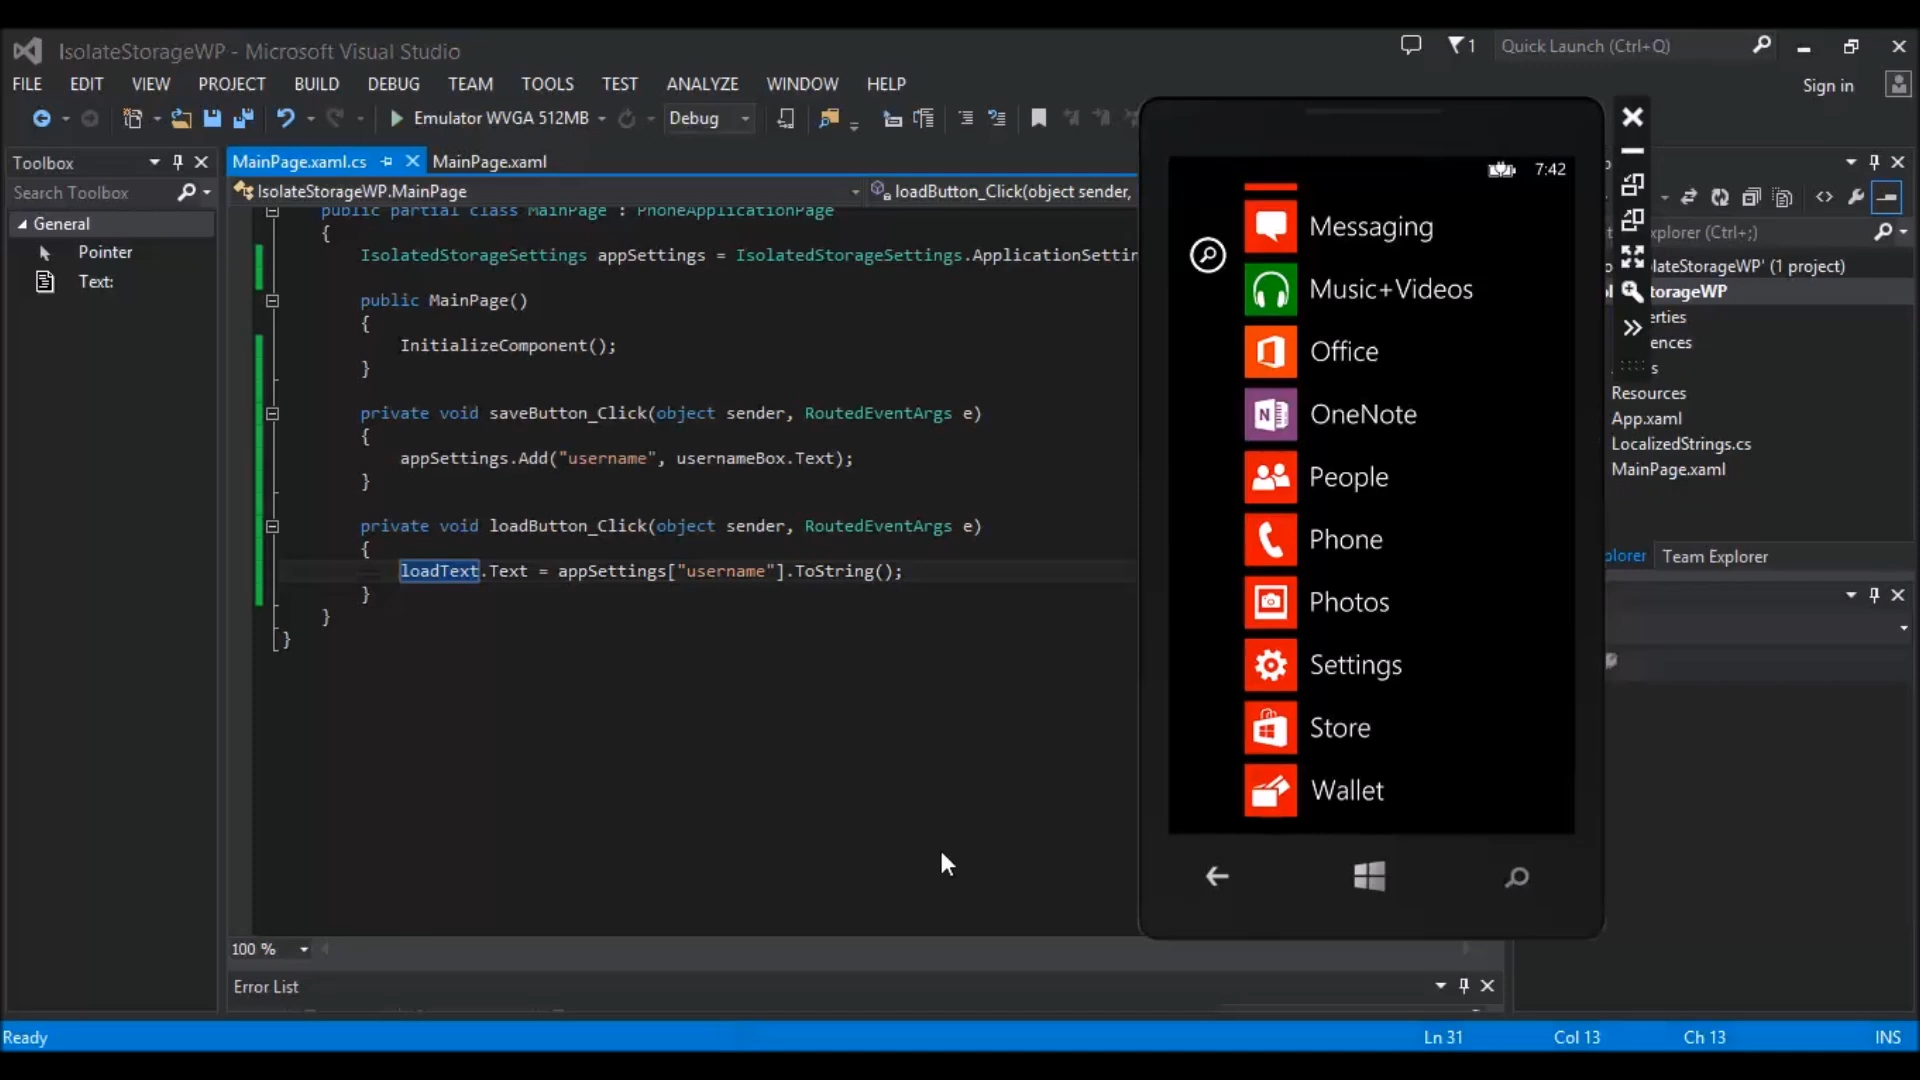 IsolateStorageWP - Microsoft Visual Studio
1
Quick Launch (Ctrl+Q)
FILE EDIT VIEW PROJECT BUILD DEBUG TEAM TOOLS TEST ANALYZE WINDOW HELP
Sign in
Emulator WVGA 512MB
Debug
Toolbox
Search Toolbox
General
Pointer
Text:
MainPage.xaml.cs
MainPage.xaml
IsolateStorageWP.MainPage
loadButton_Click(object sender,
public partial class MainPage : PhoneApplicationPage
{
IsolatedStorageSettings appSettings = IsolatedStorageSettings.ApplicationSettin
public MainPage()
{
InitializeComponent();
}
private void saveButton_Click(object sender, RoutedEventArgs e)
{
appSettings.Add("username", usernameBox.Text);
}
private void loadButton_Click(object sender, RoutedEventArgs e)
{
loadText.Text = appSettings["username"].ToString();
}
}
}
100 %
Error List
7:42
Messaging
Music+Videos
Office
OneNote
People
Phone
Photos
Settings
Store
Wallet
xplorer (Ctrl+;)
lateStorageWP' (1 project)
torageWP
erties
ences
s
Resources
App.xaml
LocalizedStrings.cs
MainPage.xaml
plorer
Team Explorer
Ready
Ln 31
Col 13
Ch 13
INS